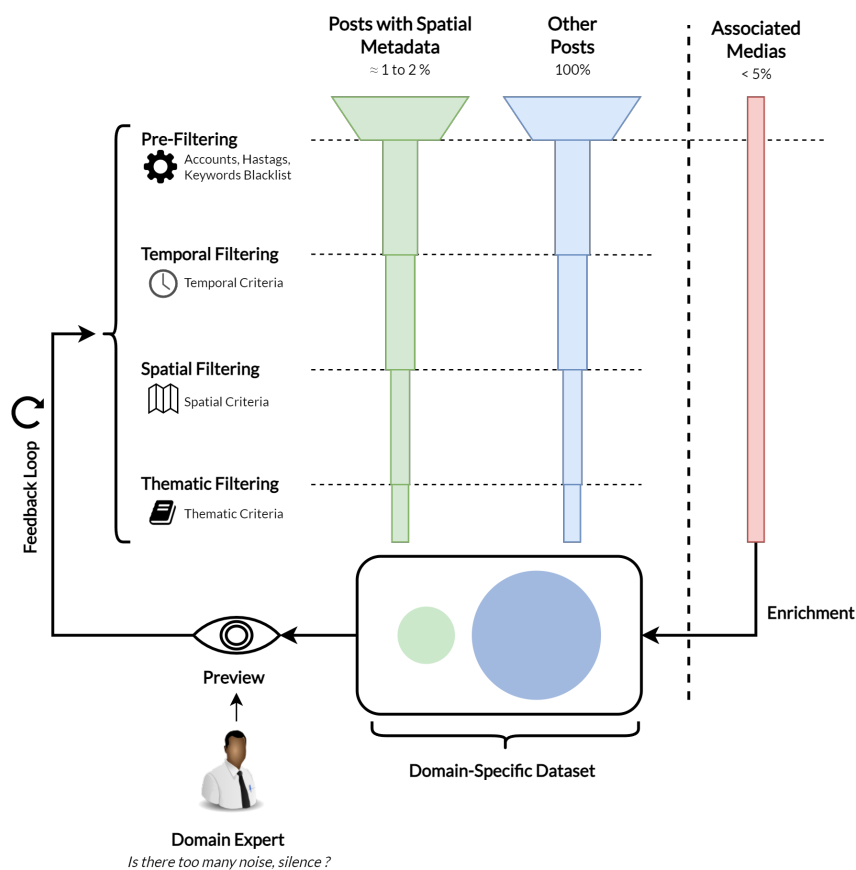 Posts with Spatial
Metadata
≈ 1 to 2 %
Other
Posts
100%
Associated
Medias
< 5%
Pre-Filtering
Accounts, Hastags,
Keywords Blacklist
Temporal Filtering
Temporal Criteria
Spatial Filtering
Spatial Criteria
Thematic Filtering
Thematic Criteria
Feedback Loop
Enrichment
Preview
Domain-Specific Dataset
Domain Expert
Is there too many noise, silence ?